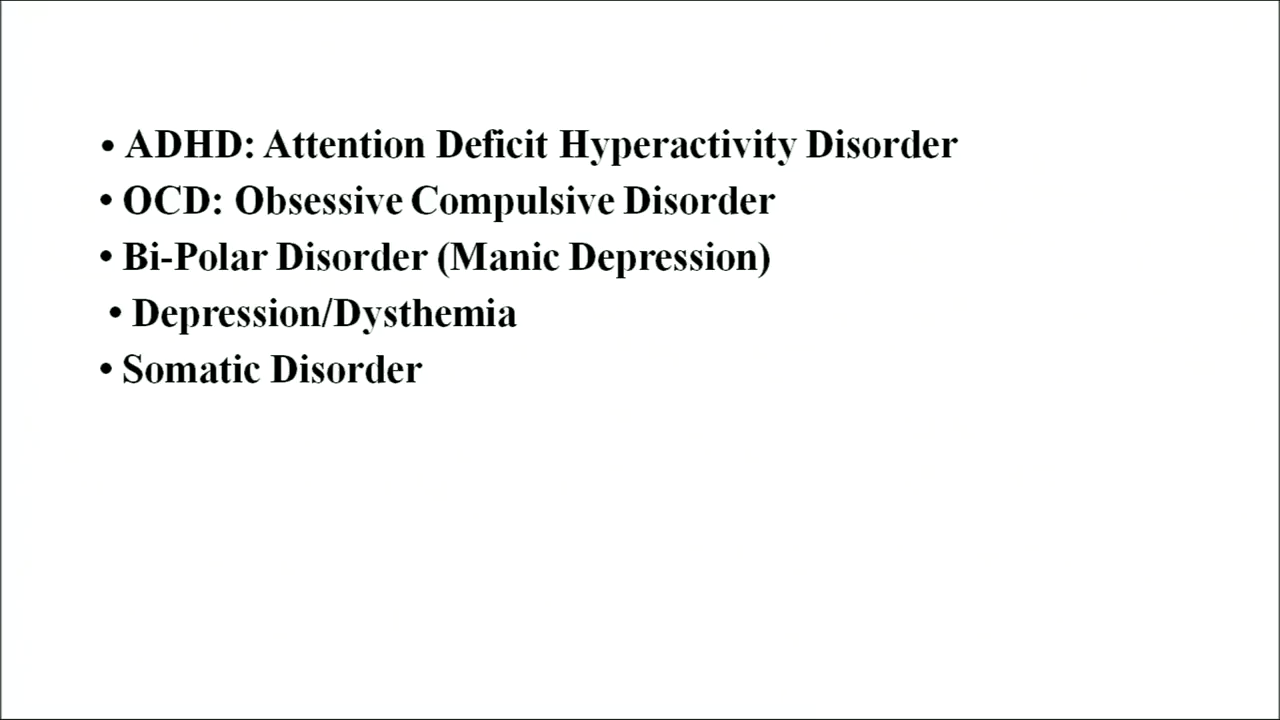 • ADHD: Attention Deficit Hyperactivity Disorder
• OCD: Obsessive Compulsive Disorder
• Bi-Polar Disorder (Manic Depression)
• Depression/Dysthemia
• Somatic Disorder